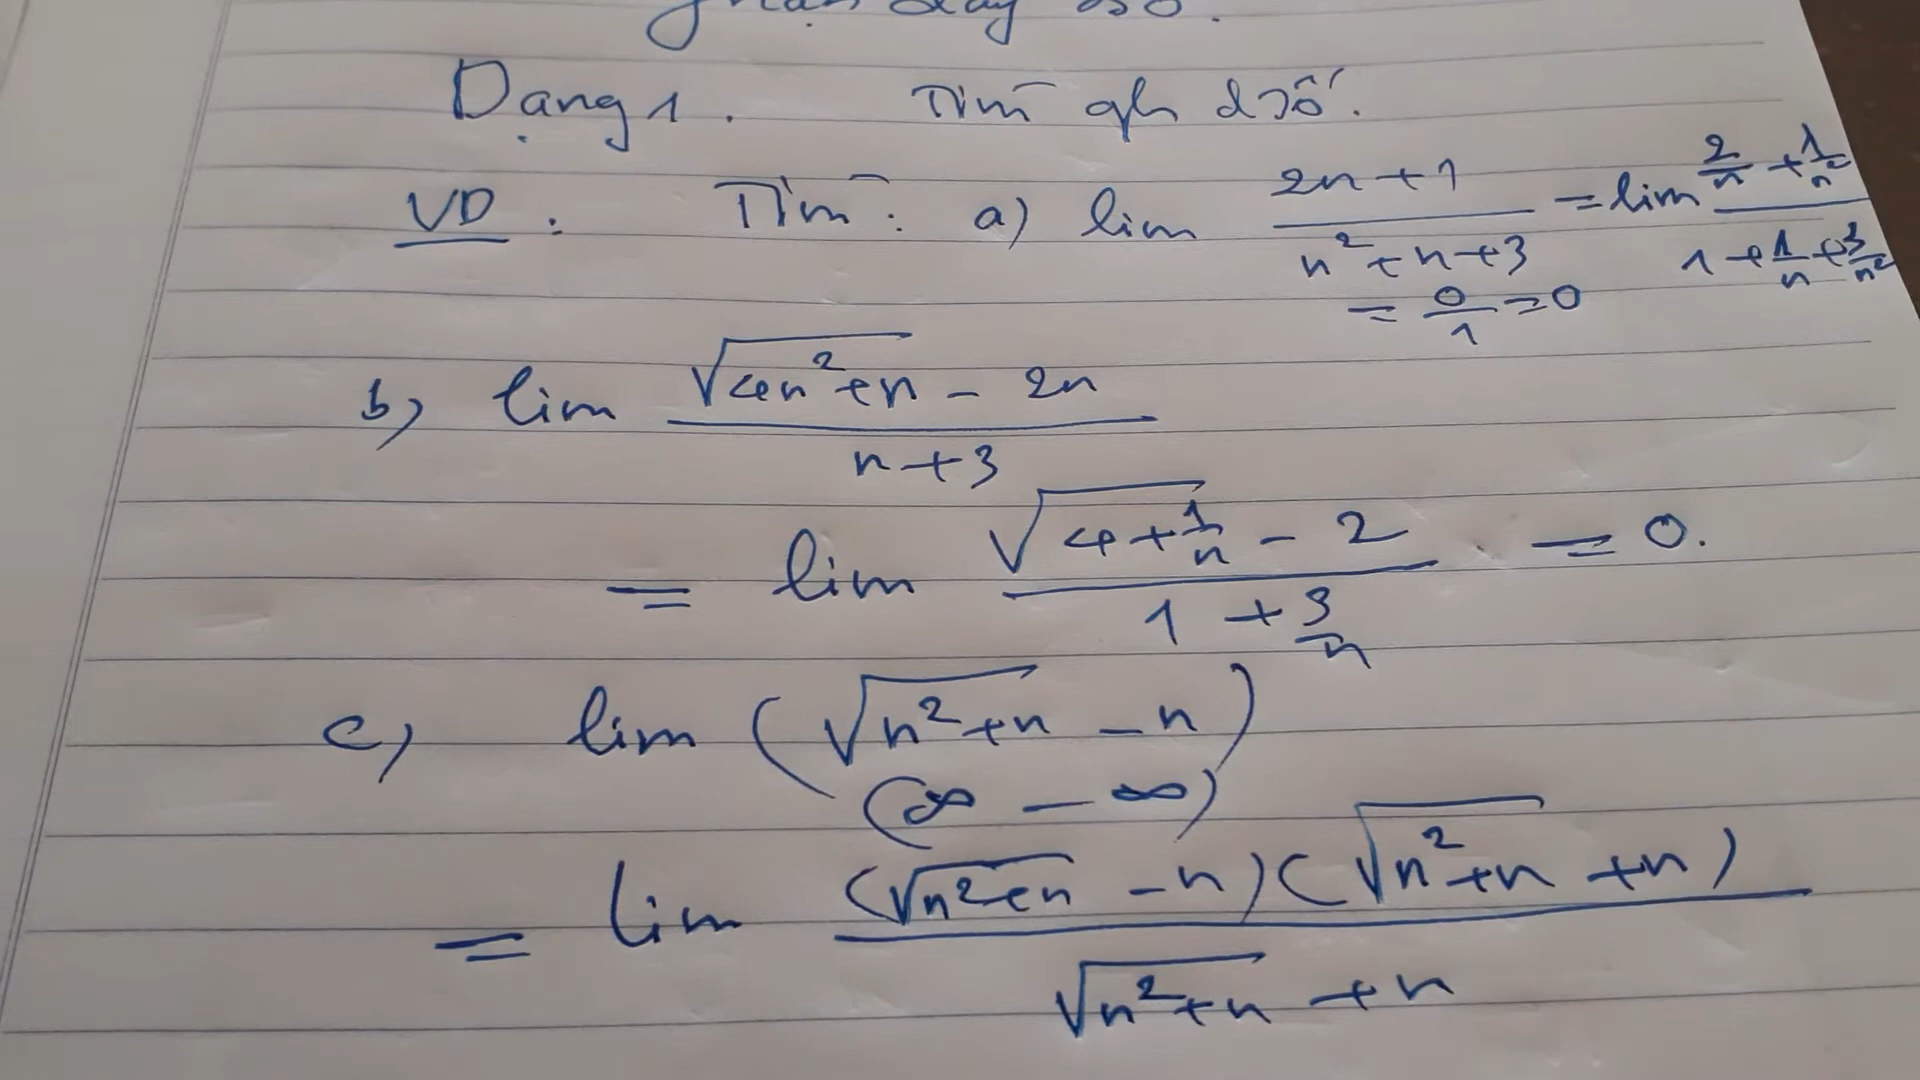 dãy số.
Dạng 1. Tìm gh dsố.
VD: Tìm: a) lim (2n+1)/(n²+n+3) = lim (2/n + 1/n²)/(1 + 1/n + 3/n²)
= 0/1 = 0
b) lim (√(4n²+n) - 2n)/(n+3)
= lim (√(4+1/n) - 2)/(1 + 3/n) = 0.
c) lim (√(n²+n) - n)
(∞ - ∞)
= lim (√(n²+n) - n)(√(n²+n) + n)/(√(n²+n) + n)